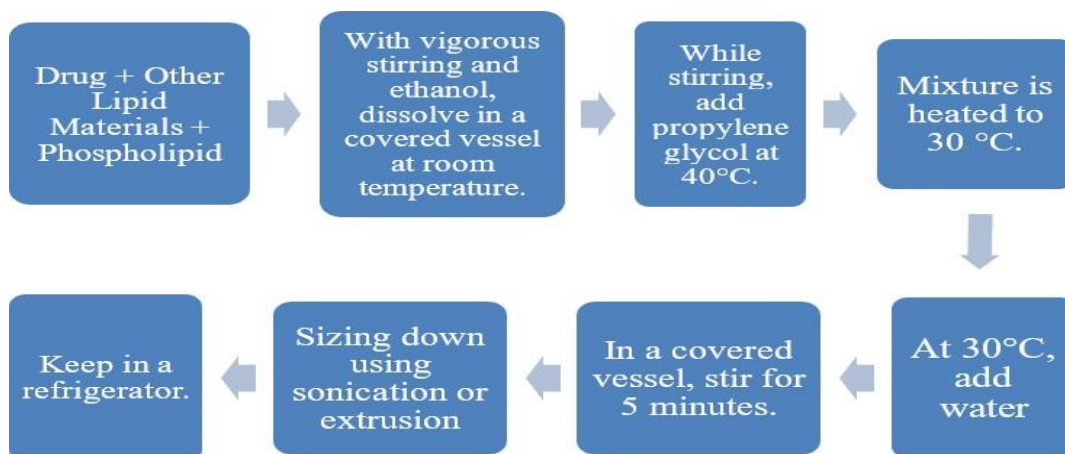 Drug + Other
Lipid
Materials +
Phospholipid
With vigorous
stirring and
ethanol,
dissolve in a
covered vessel
at room
temperature.
While
stirring, add
propylene
glycol at
40°C.
Mixture is
heated to
30 °C.
At 30°C,
add
water
In a covered
vessel, stir for
5 minutes.
Sizing down
using
sonication or
extrusion
Keep in a
refrigerator.